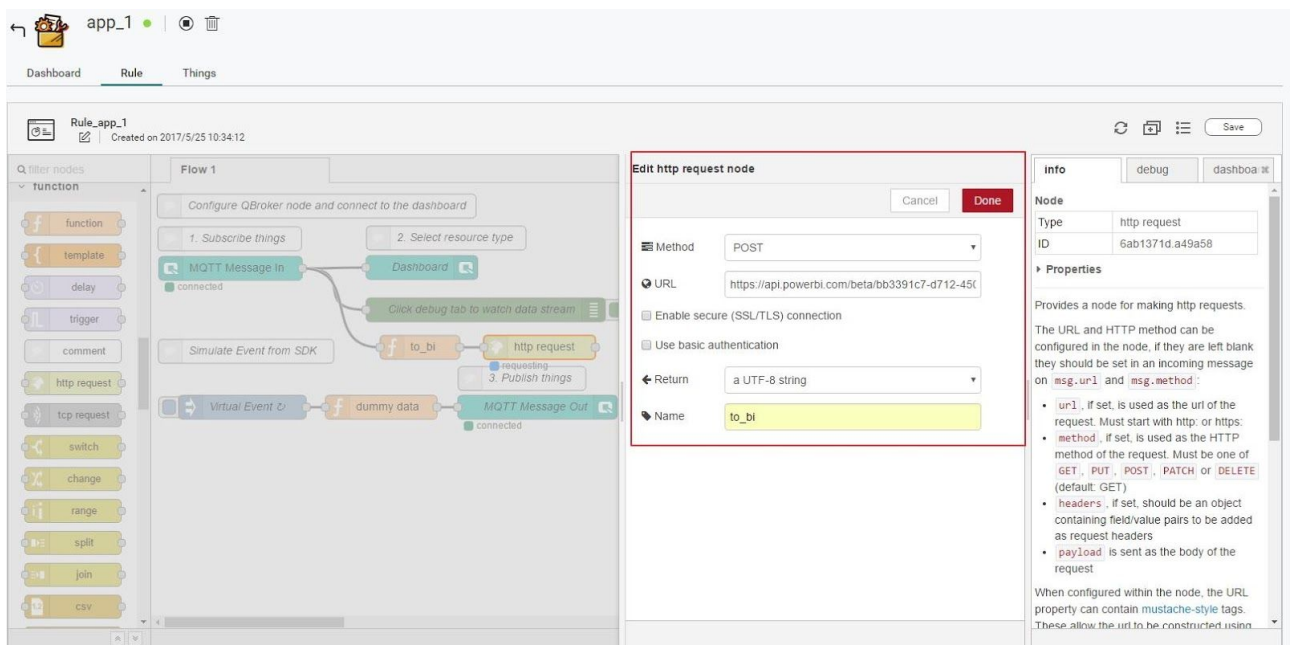 app_1
Dashboard Rule Things
Rule_app_1
Created on 2017/5/25 10:34:12
Save
filter nodes
function
function
template
delay
trigger
comment
http request
tcp request
switch
change
range
split
join
csv
Flow 1
Configure QBroker node and connect to the dashboard
1. Subscribe things
2. Select resource type
MQTT Message In
Dashboard
connected
Click debug tab to watch data stream
Simulate Event from SDK
to_bi
http request
requesting
3. Publish things
Virtual Event ↻
dummy data
MQTT Message Out
connected
Edit http request node
Cancel Done
Method POST
URL https://api.powerbi.com/beta/bb3391c7-d712-45(
Enable secure (SSL/TLS) connection
Use basic authentication
Return a UTF-8 string
Name to_bi
info debug dashboa
Node
Type http request
ID 6ab1371d.a49a58
Properties
Provides a node for making http requests.
The URL and HTTP method can be
configured in the node, if they are left blank
they should be set in an incoming message
on msg.url and msg.method:
• url, if set, is used as the url of the
request. Must start with http: or https:
• method, if set, is used as the HTTP
method of the request. Must be one of
GET, PUT, POST, PATCH or DELETE
(default: GET)
• headers, if set, should be an object
containing field/value pairs to be added
as request headers
• payload is sent as the body of the
request
When configured within the node, the URL
property can contain mustache-style tags.
These allow the url to be constructed using